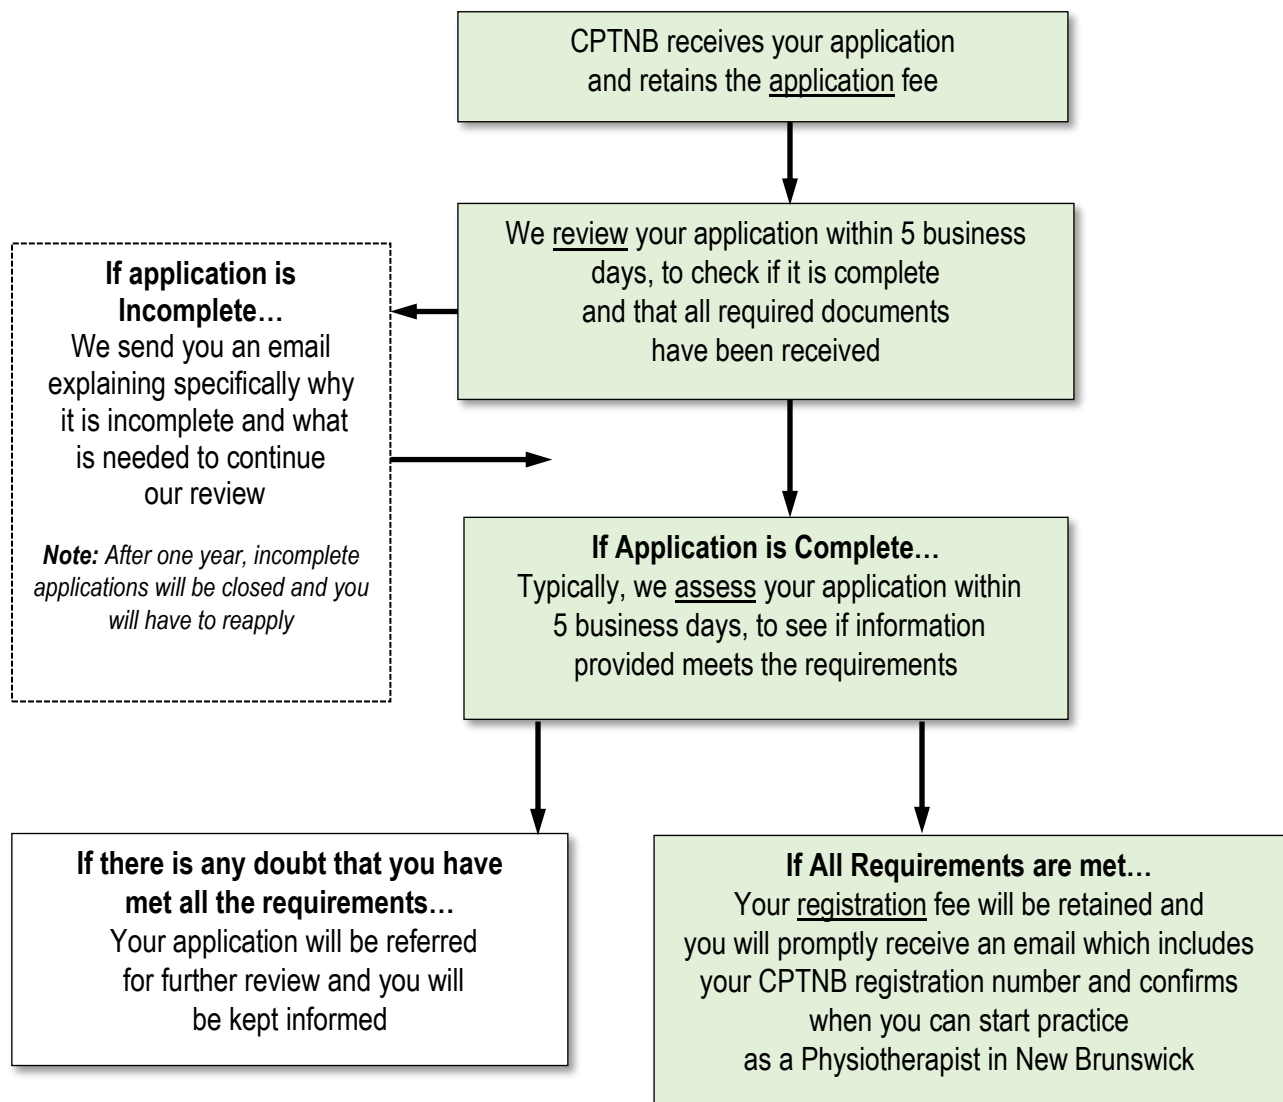 CPTNB receives your application
and retains the application fee
We review your application within 5 business
days, to check if it is complete
and that all required documents
have been received
If application is
Incomplete…
We send you an email
explaining specifically why
it is incomplete and what
is needed to continue
our review
Note: After one year, incomplete
applications will be closed and you
will have to reapply
If Application is Complete…
Typically, we assess your application within
5 business days, to see if information
provided meets the requirements
If there is any doubt that you have
met all the requirements…
Your application will be referred
for further review and you will
be kept informed
If All Requirements are met…
Your registration fee will be retained and
you will promptly receive an email which includes
your CPTNB registration number and confirms
when you can start practice
as a Physiotherapist in New Brunswick